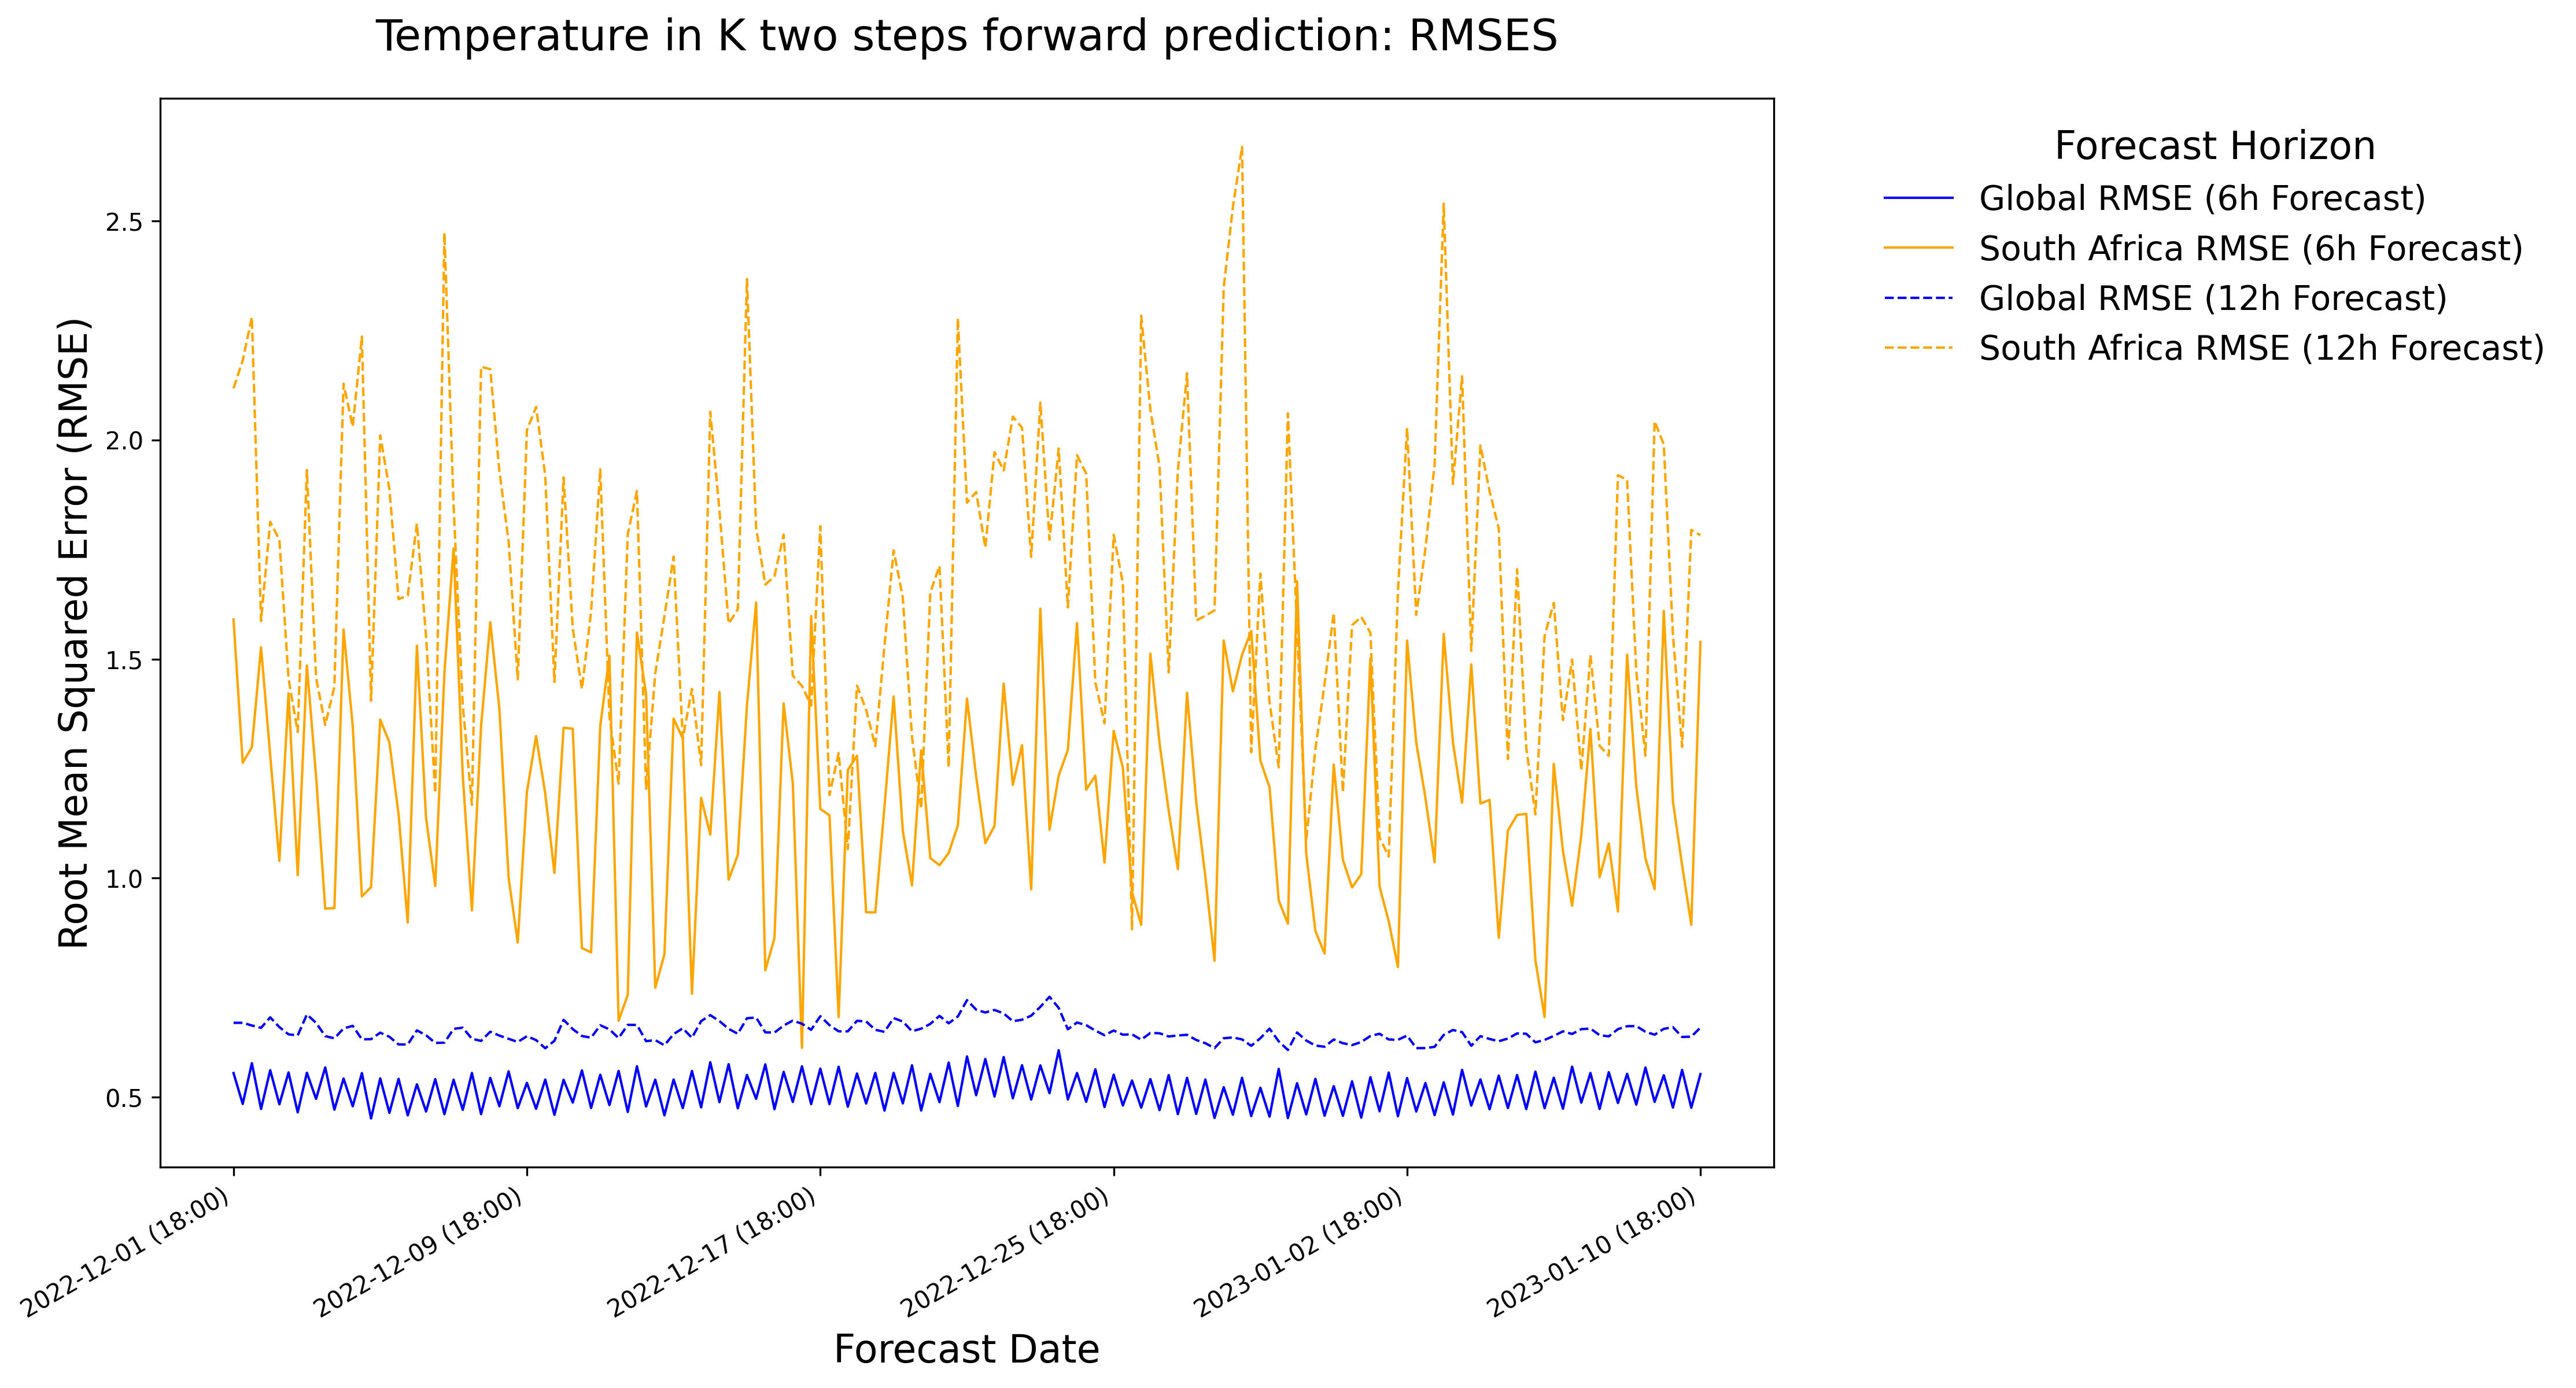 Temperature in K two steps forward prediction: RMSES
Root Mean Squared Error (RMSE)
2.5
2.0
1.5
1.0
0.5
2022-12-01 (18:00)
2022-12-09 (18:00)
2022-12-17 (18:00)
2022-12-25 (18:00)
2023-01-02 (18:00)
2023-01-10 (18:00)
Forecast Date
Forecast Horizon
Global RMSE (6h Forecast)
South Africa RMSE (6h Forecast)
Global RMSE (12h Forecast)
South Africa RMSE (12h Forecast)